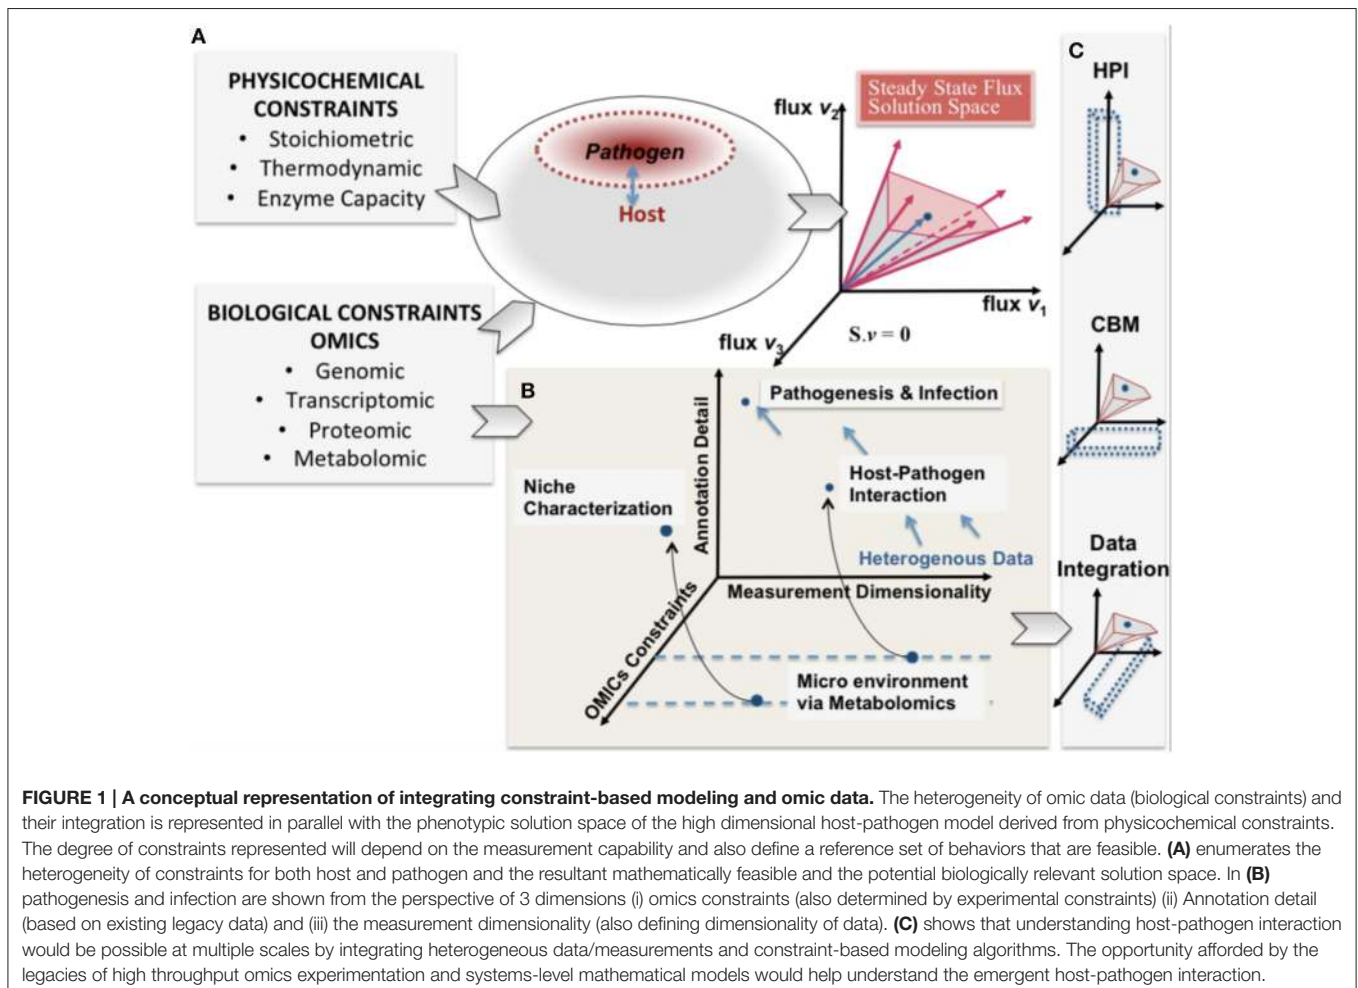 A
PHYSICOCHEMICAL
CONSTRAINTS
• Stoichiometric
• Thermodynamic
• Enzyme Capacity
BIOLOGICAL CONSTRAINTS
OMICS
• Genomic
• Transcriptomic
• Proteomic
• Metabolomic
Pathogen
Host
flux v2
Steady State Flux
Solution Space
flux v1
flux v3
S.v = 0
B
Annotation Detail
Pathogenesis & Infection
Niche
Characterization
Host-Pathogen
Interaction
Heterogenous Data
Measurement Dimensionality
OMICs Constraints
Micro environment
via Metabolomics
C
HPI
CBM
Data
Integration
FIGURE 1 | A conceptual representation of integrating constraint-based modeling and omic data. The heterogeneity of omic data (biological constraints) and
their integration is represented in parallel with the phenotypic solution space of the high dimensional host-pathogen model derived from physicochemical constraints.
The degree of constraints represented will depend on the measurement capability and also define a reference set of behaviors that are feasible. (A) enumerates the
heterogeneity of constraints for both host and pathogen and the resultant mathematically feasible and the potential biologically relevant solution space. In (B)
pathogenesis and infection are shown from the perspective of 3 dimensions (i) omics constraints (also determined by experimental constraints) (ii) Annotation detail
(based on existing legacy data) and (iii) the measurement dimensionality (also defining dimensionality of data). (C) shows that understanding host-pathogen interaction
would be possible at multiple scales by integrating heterogeneous data/measurements and constraint-based modeling algorithms. The opportunity afforded by the
legacies of high throughput omics experimentation and systems-level mathematical models would help understand the emergent host-pathogen interaction.